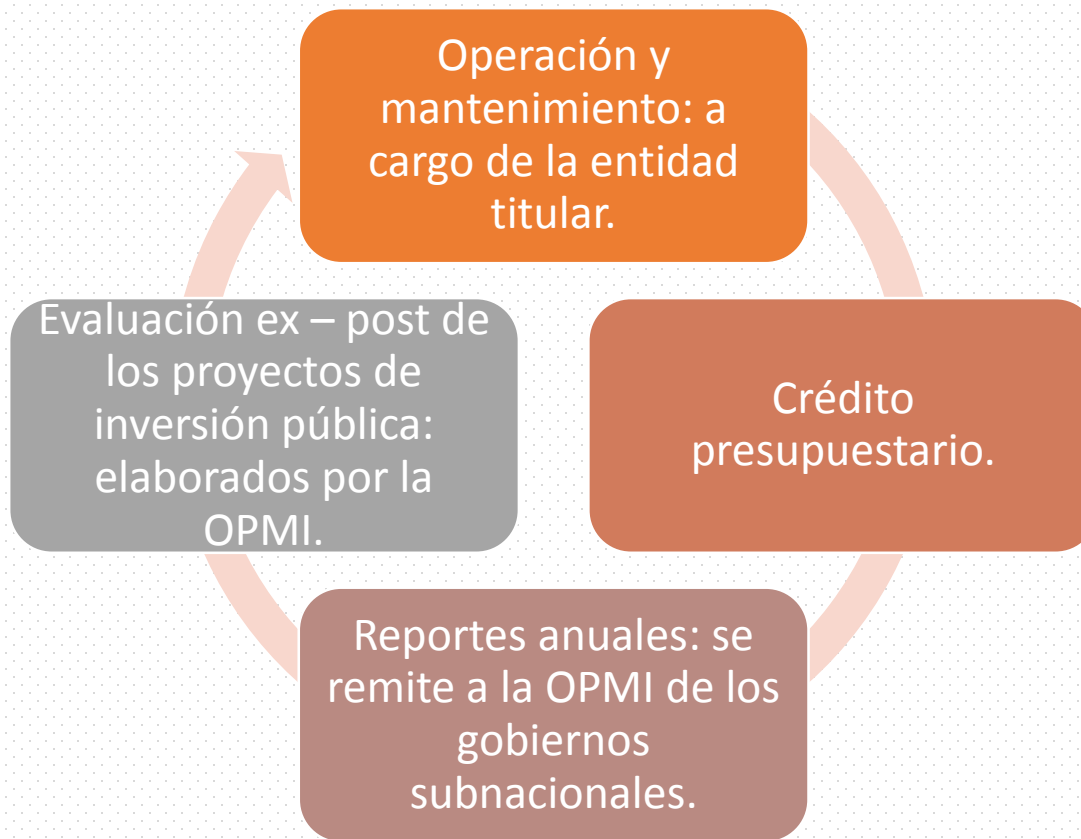 Operación y
mantenimiento: a
cargo de la entidad
titular.
Crédito
presupuestario.
Reportes anuales: se
remite a la OPMI de los
gobiernos
subnacionales.
Evaluación ex – post de
los proyectos de
inversión pública:
elaborados por la
OPMI.